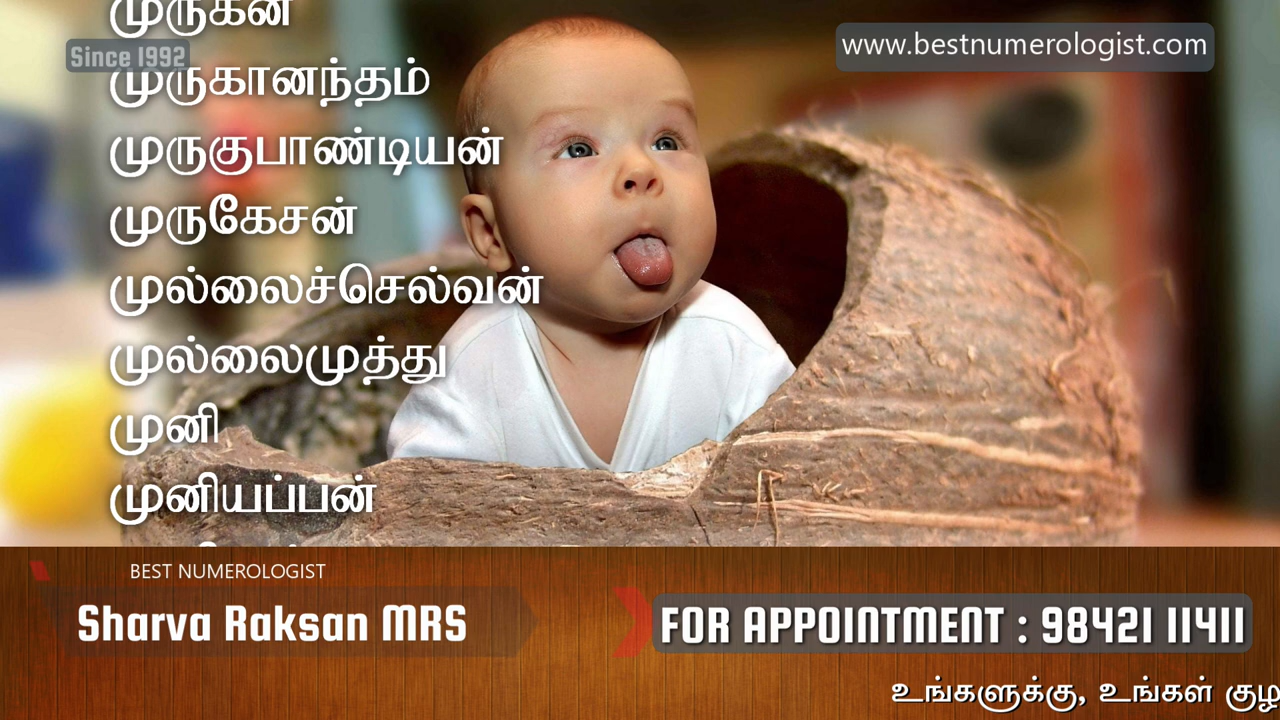 முருகன்
Since 1992
www.bestnumerologist.com
முருகானந்தம்
முருகுபாண்டியன்
முருகேசன்
முல்லைச்செல்வன்
முல்லைமுத்து
முனி
முனியப்பன்
BEST NUMEROLOGIST
Sharva Raksan MRS
FOR APPOINTMENT : 98421 11411
உங்களுக்கு, உங்கள்